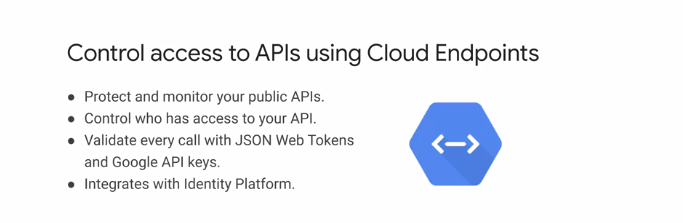 Control access to APIs using Cloud Endpoints
● Protect and monitor your public APIs.
● Control who has access to your API.
● Validate every call with JSON Web Tokens
and Google API keys.
● Integrates with Identity Platform.